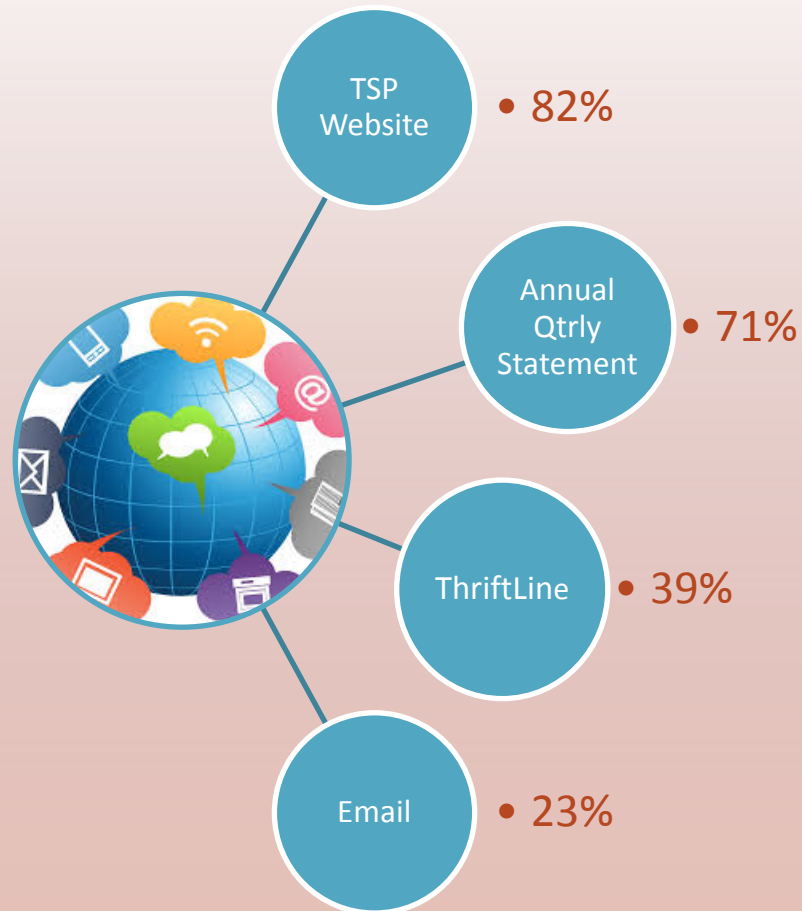 TSP
Website
• 82%
Annual
Qtrly
Statement
• 71%
ThriftLine
• 39%
Email
• 23%
@